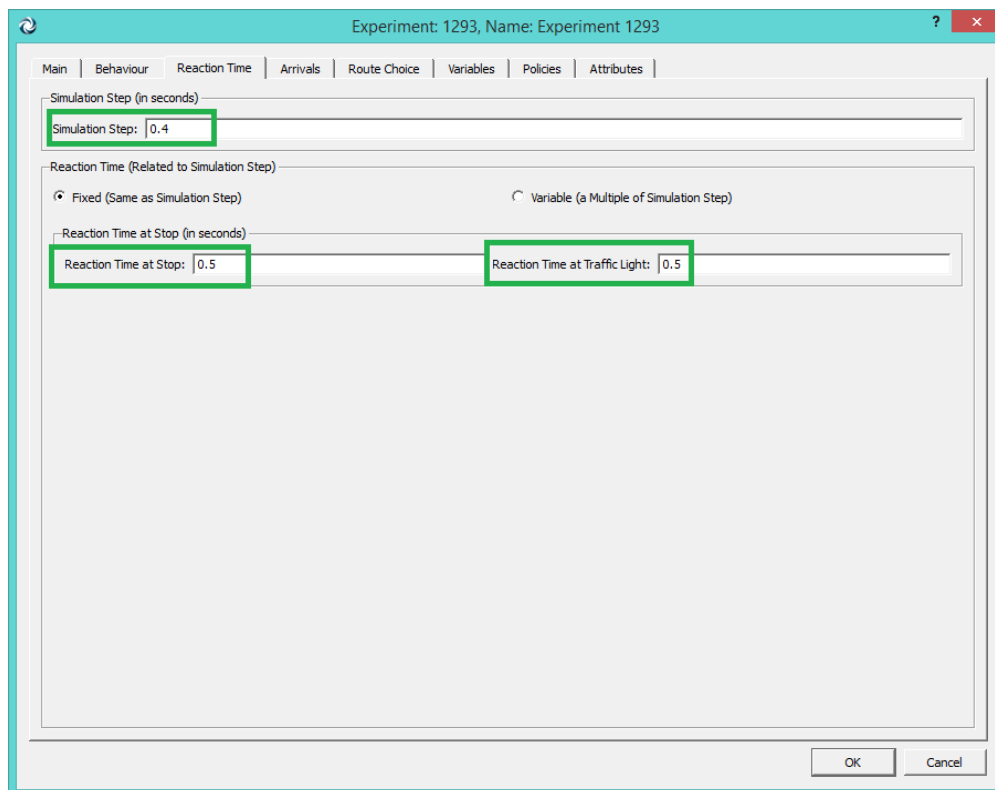 Experiment: 1293, Name: Experiment 1293
? ×
Main Behaviour Reaction Time Arrivals Route Choice Variables Policies Attributes
Simulation Step (in seconds)
Simulation Step: 0.4
Reaction Time (Related to Simulation Step)
Fixed (Same as Simulation Step) Variable (a Multiple of Simulation Step)
Reaction Time at Stop (in seconds)
Reaction Time at Stop: 0.5 Reaction Time at Traffic Light: 0.5
OK Cancel